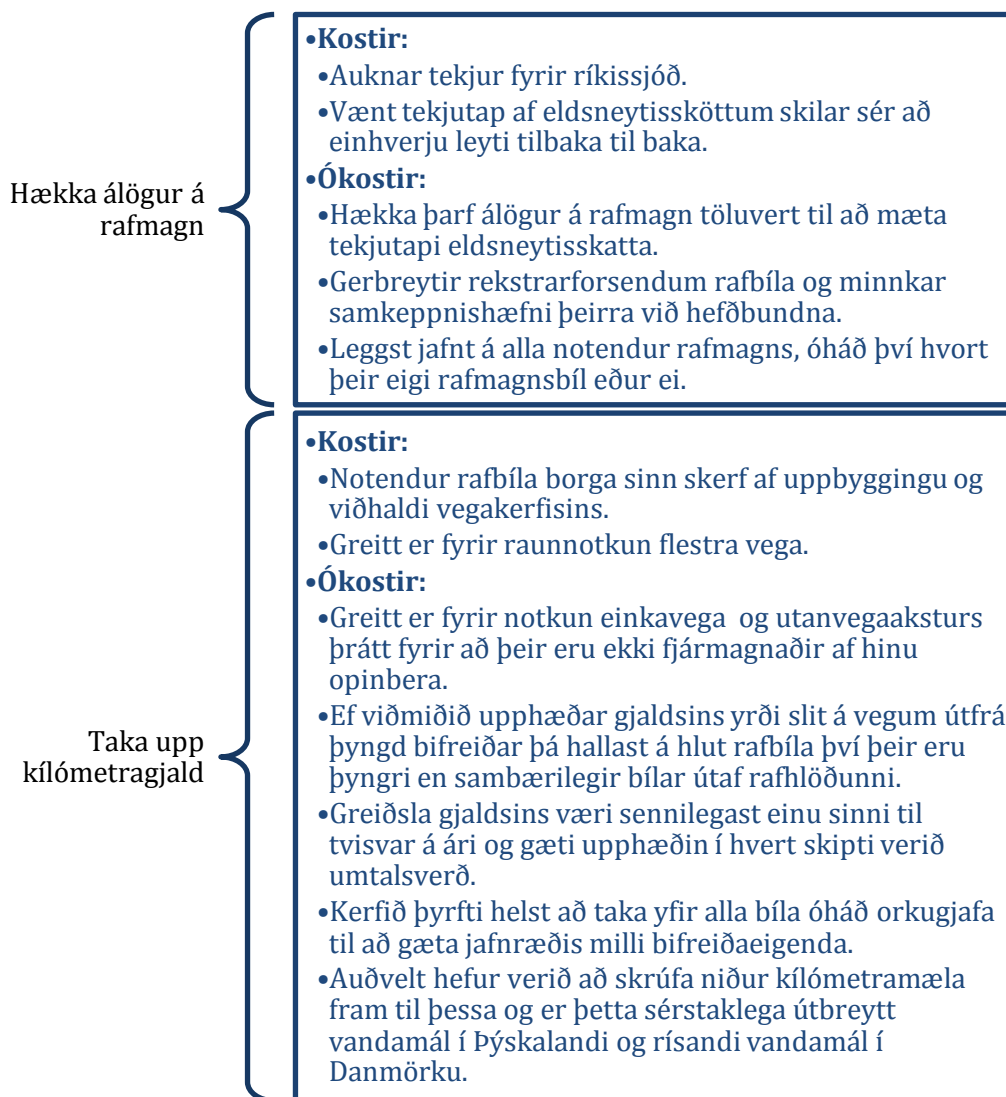 Hækka álögur á
rafmagn
•Kostir:
•Auknar tekjur fyrir ríkissjóð.
•Vænt tekjutap af eldsneytissköttum skilar sér að
einhverju leyti tilbaka til baka.
•Ókostir:
•Hækka þarf álögur á rafmagn töluvert til að mæta
tekjutapi eldsneytisskatta.
•Gerbreytir rekstrarforsendum rafbíla og minnkar
samkeppnishæfni þeirra við hefðbundna.
•Leggst jafnt á alla notendur rafmagns, óháð því hvort
þeir eigi rafmagnsbíl eður ei.
Taka upp
kílómetragjald
•Kostir:
•Notendur rafbíla borga sinn skerf af uppbyggingu og
viðhaldi vegakerfisins.
•Greitt er fyrir raunnotkun flestra vega.
•Ókostir:
•Greitt er fyrir notkun einkavega  og utanvegaaksturs
þrátt fyrir að þeir eru ekki fjármagnaðir af hinu
opinbera.
•Ef viðmiðið upphæðar gjaldsins yrði slit á vegum útfrá
þyngd bifreiðar þá hallast á hlut rafbíla því þeir eru
þyngri en sambærilegir bílar útaf rafhlöðunni.
•Greiðsla gjaldsins væri sennilegast einu sinni til
tvisvar á ári og gæti upphæðin í hvert skipti verið
umtalsverð.
•Kerfið þyrfti helst að taka yfir alla bíla óháð orkugjafa
til að gæta jafnræðis milli bifreiðaeigenda.
•Auðvelt hefur verið að skrúfa niður kílómetramæla
fram til þessa og er þetta sérstaklega útbreytt
vandamál í Þýskalandi og rísandi vandamál í
Danmörku.